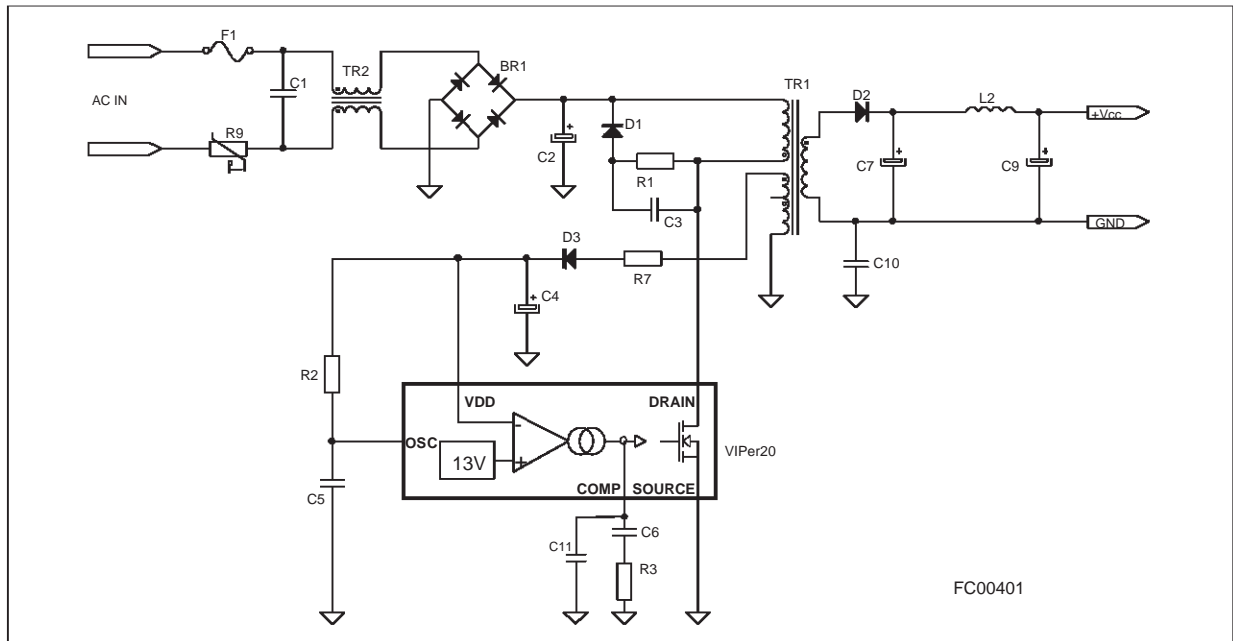 F1
BR1
TR2
TR1
D2
L2
C1
AC IN
+Vcc
D1
R9
C2
R1
C7
C9
C3
GND
D3
R7
C10
C4
+
+
+
+
R2
VDD
DRAIN
OSC
-
+
13V
VIPer20
COMP
SOURCE
C5
C6
C11
R3
FC00401